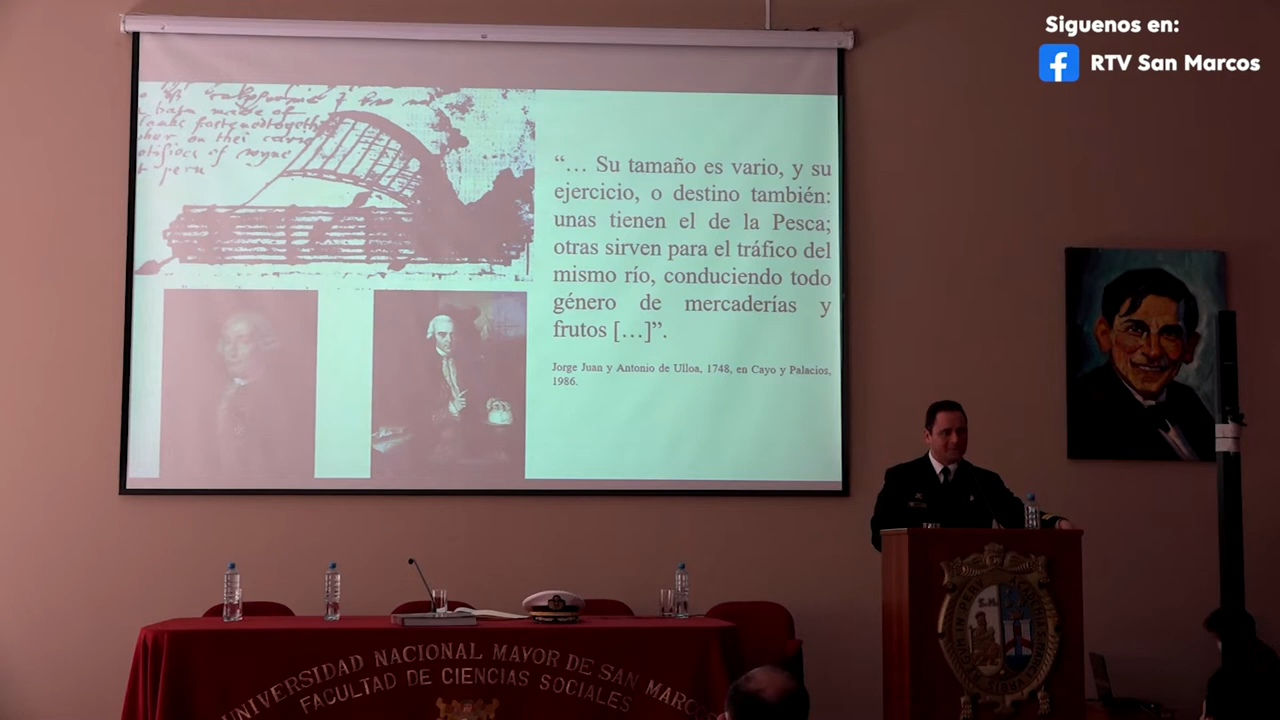 Siguenos en:
RTV San Marcos
made of
“… Su tamaño es vario, y su
ejercicio, o destino también:
unas tienen el de la Pesca;
otras sirven para el tráfico del
mismo río, conduciendo todo
género de mercaderías y
frutos […]”.
Jorge Juan y Antonio de Ulloa, 1748, en Cayo y Palacios,
1986.
UNIVERSIDAD NACIONAL MAYOR DE SAN MARCOS
FACULTAD DE CIENCIAS SOCIALES